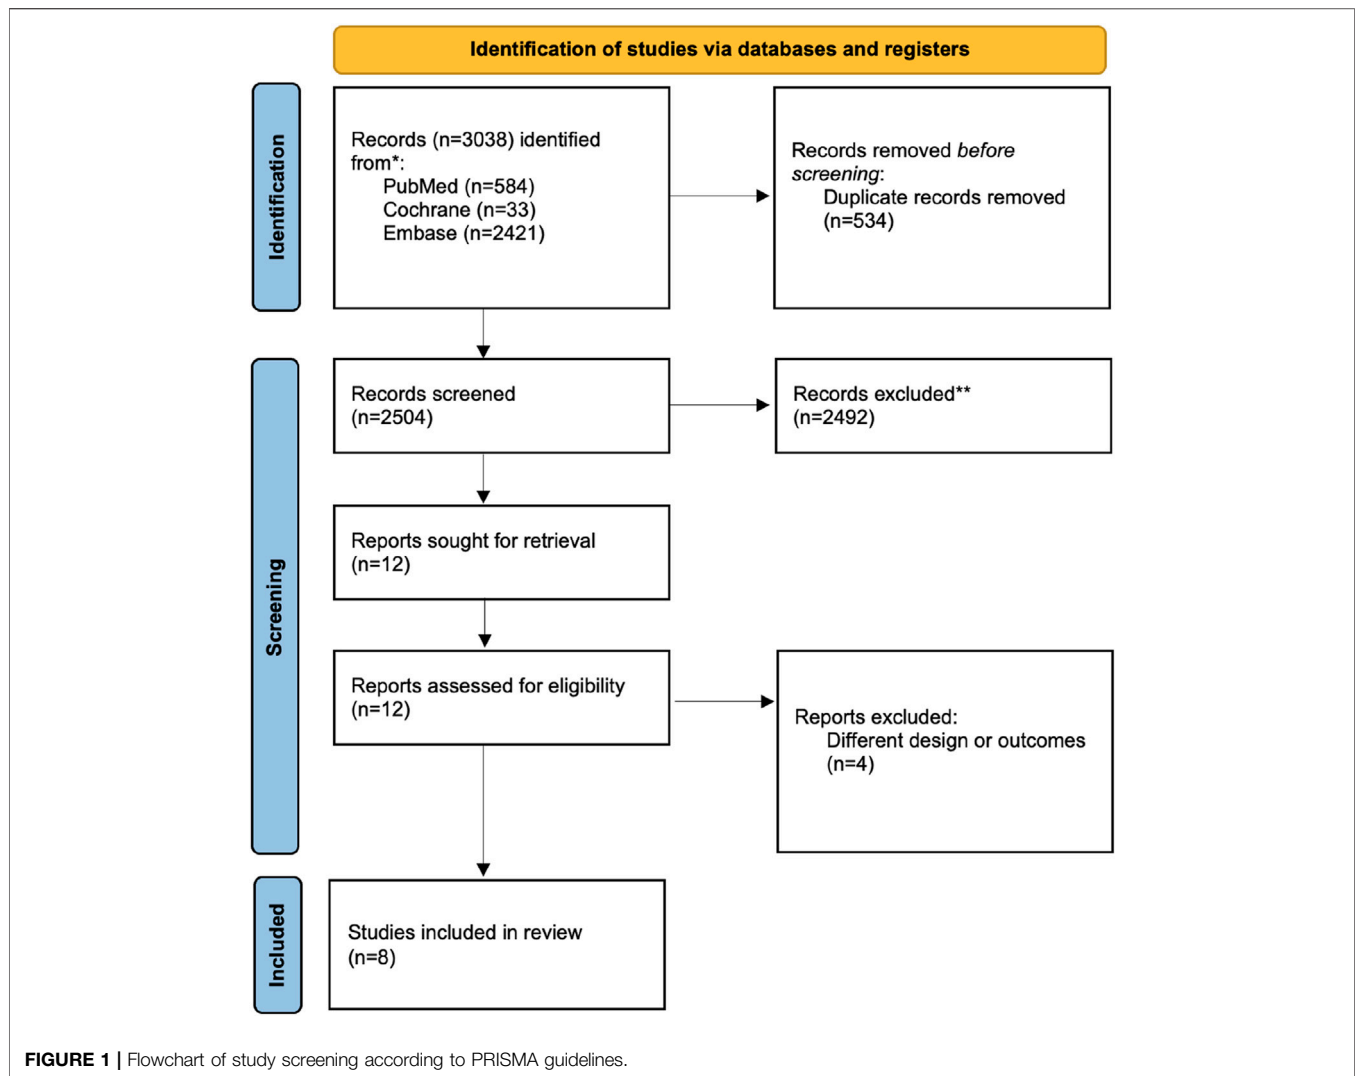 Identification of studies via databases and registers
Identification
Records (n=3038) identified
from*:
PubMed (n=584)
Cochrane (n=33)
Embase (n=2421)
Records removed before
screening:
Duplicate records removed
(n=534)
Screening
Records screened
(n=2504)
Records excluded**
(n=2492)
Reports sought for retrieval
(n=12)
Reports assessed for eligibility
(n=12)
Reports excluded:
Different design or outcomes
(n=4)
Included
Studies included in review
(n=8)
FIGURE 1 | Flowchart of study screening according to PRISMA guidelines.